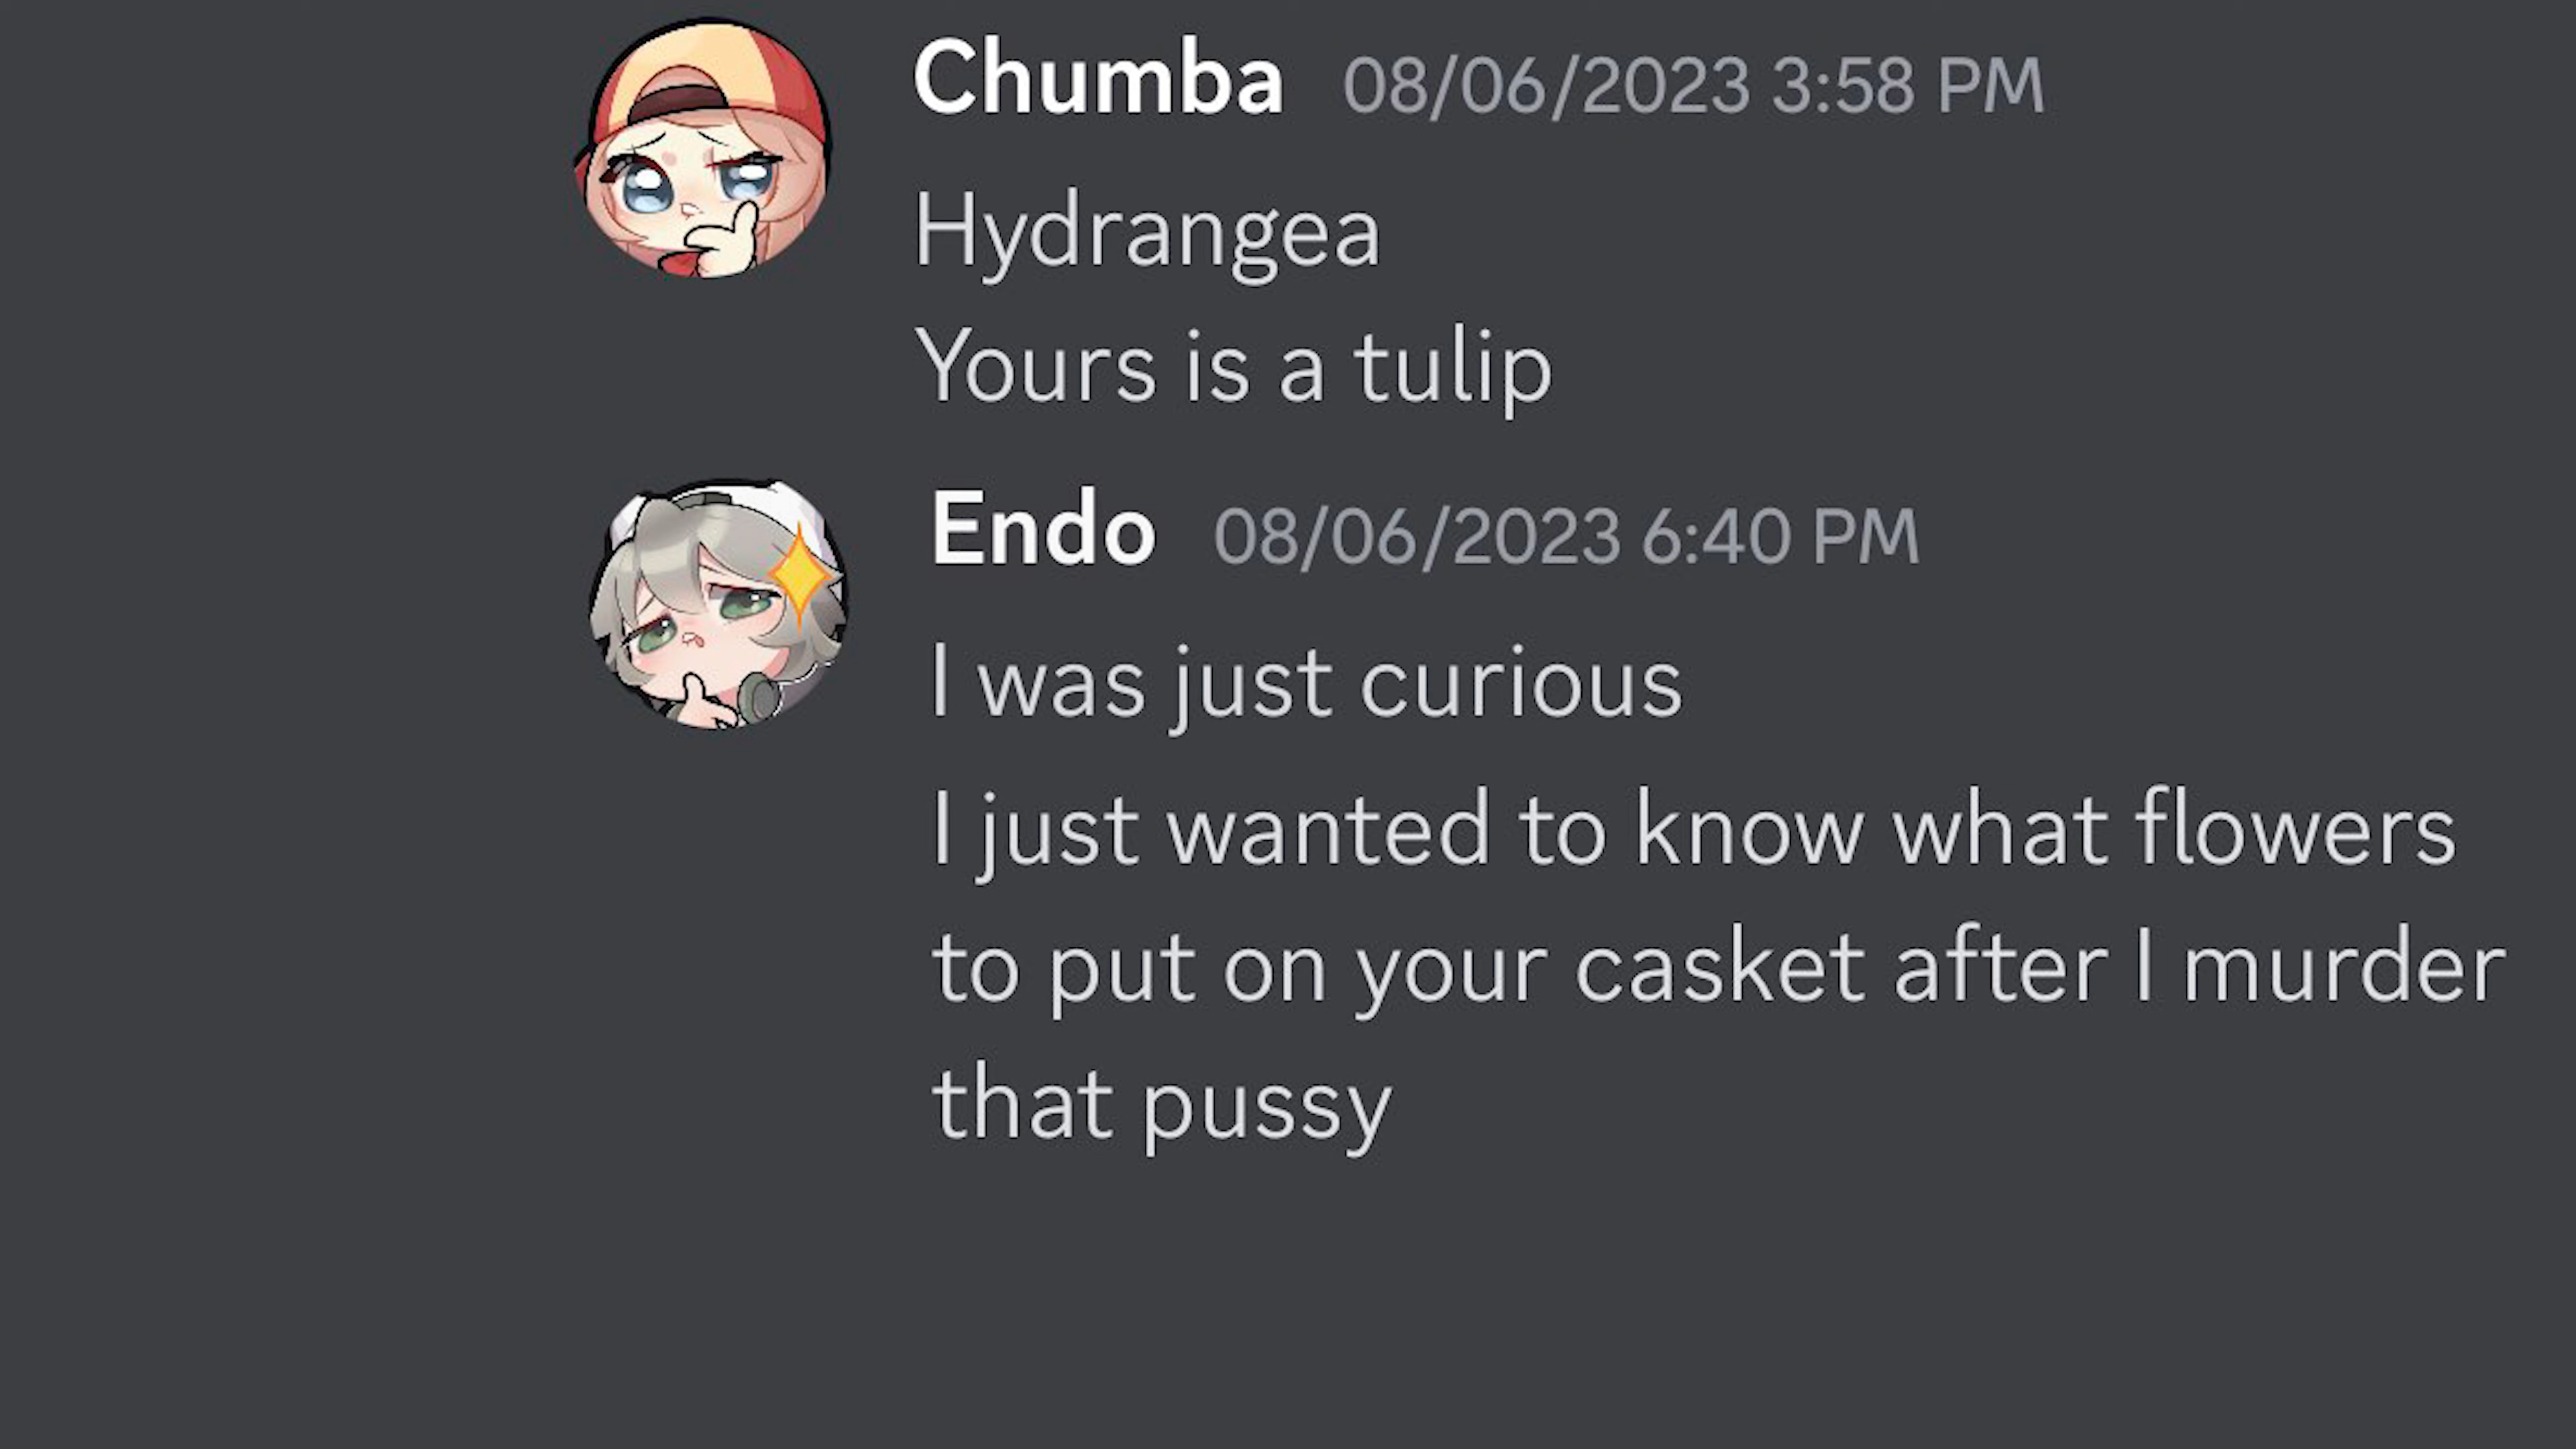 Chumba 08/06/2023 3:58 PM
Hydrangea
Yours is a tulip
Endo 08/06/2023 6:40 PM
I was just curious
I just wanted to know what flowers
to put on your casket after I murder
that pussy